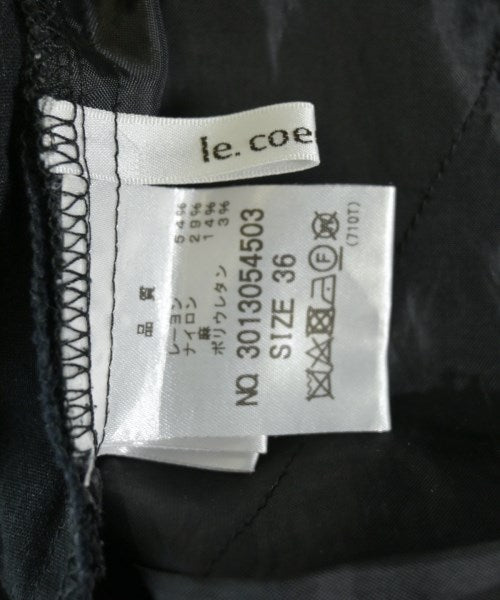 le. coe
品質
レーヨン 54%
ナイロン 29%
麻 14%
ポリウレタン 3%
NO 3013054503
SIZE 36
(710T)